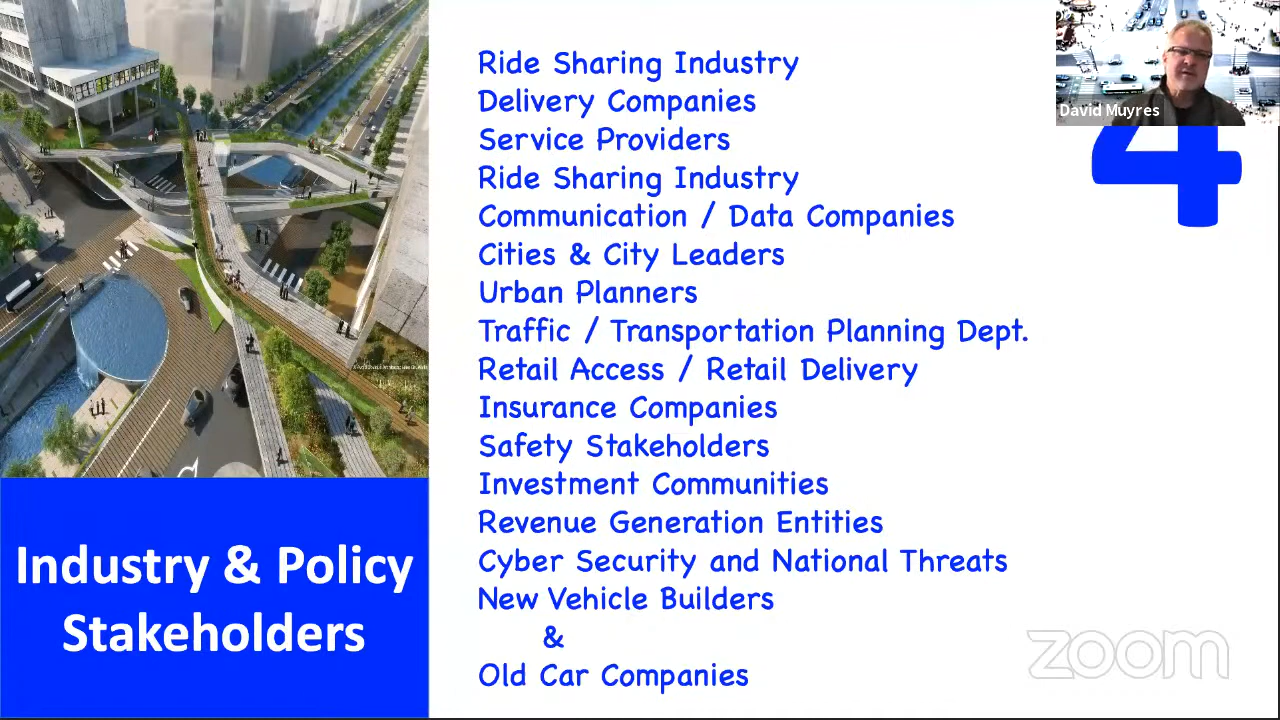 Ride Sharing Industry
Delivery Companies
Service Providers
Ride Sharing Industry
Communication / Data Companies
Cities & City Leaders
Urban Planners
Traffic / Transportation Planning Dept.
Retail Access / Retail Delivery
Insurance Companies
Safety Stakeholders
Investment Communities
Revenue Generation Entities
Cyber Security and National Threats
New Vehicle Builders
&
Old Car Companies
Industry & Policy
Stakeholders
David Muyres
4
zoom